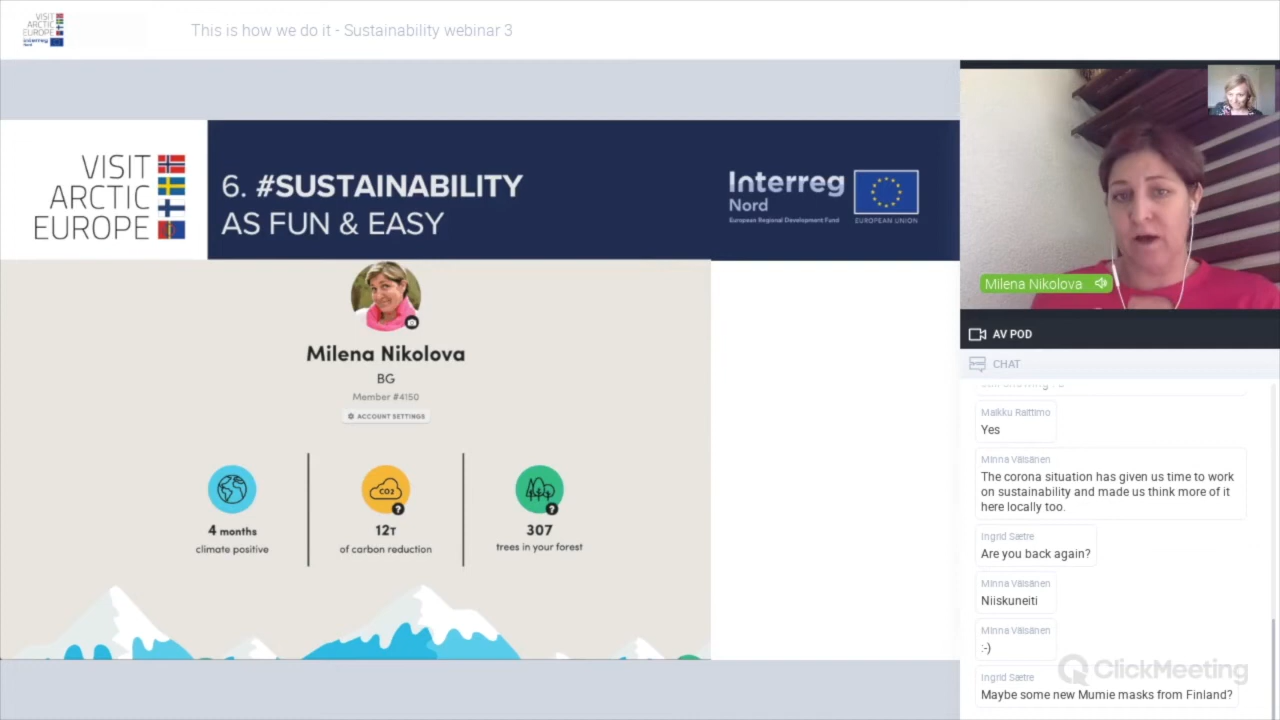 VISIT
ARCTIC
EUROPE
Interreg
Nord
This is how we do it - Sustainability webinar 3
VISIT
ARCTIC
EUROPE
6. #SUSTAINABILITY
AS FUN & EASY
Interreg
Nord
European Regional Development Fund
EUROPEAN UNION
Milena Nikolova
BG
Member #4150
ACCOUNT SETTINGS
4 months
climate positive
CO2
?
12T
of carbon reduction
?
307
trees in your forest
Milena Nikolova
AV POD
CHAT
Maikku Raittimo
Yes
Minna Väisänen
The corona situation has given us time to work
on sustainability and made us think more of it
here locally too.
Ingrid Sætre
Are you back again?
Minna Väisänen
Niiskuneiti
Minna Väisänen
:-)
ClickMeeting
Ingrid Sætre
Maybe some new Mumie masks from Finland?